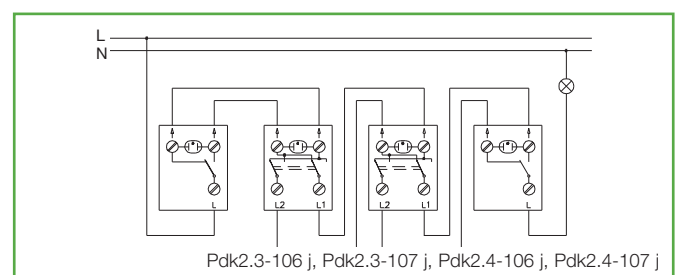 L
N
L L2 L1 L2 L1 L
Pdk2.3-106 j, Pdk2.3-107 j, Pdk2.4-106 j, Pdk2.4-107 j